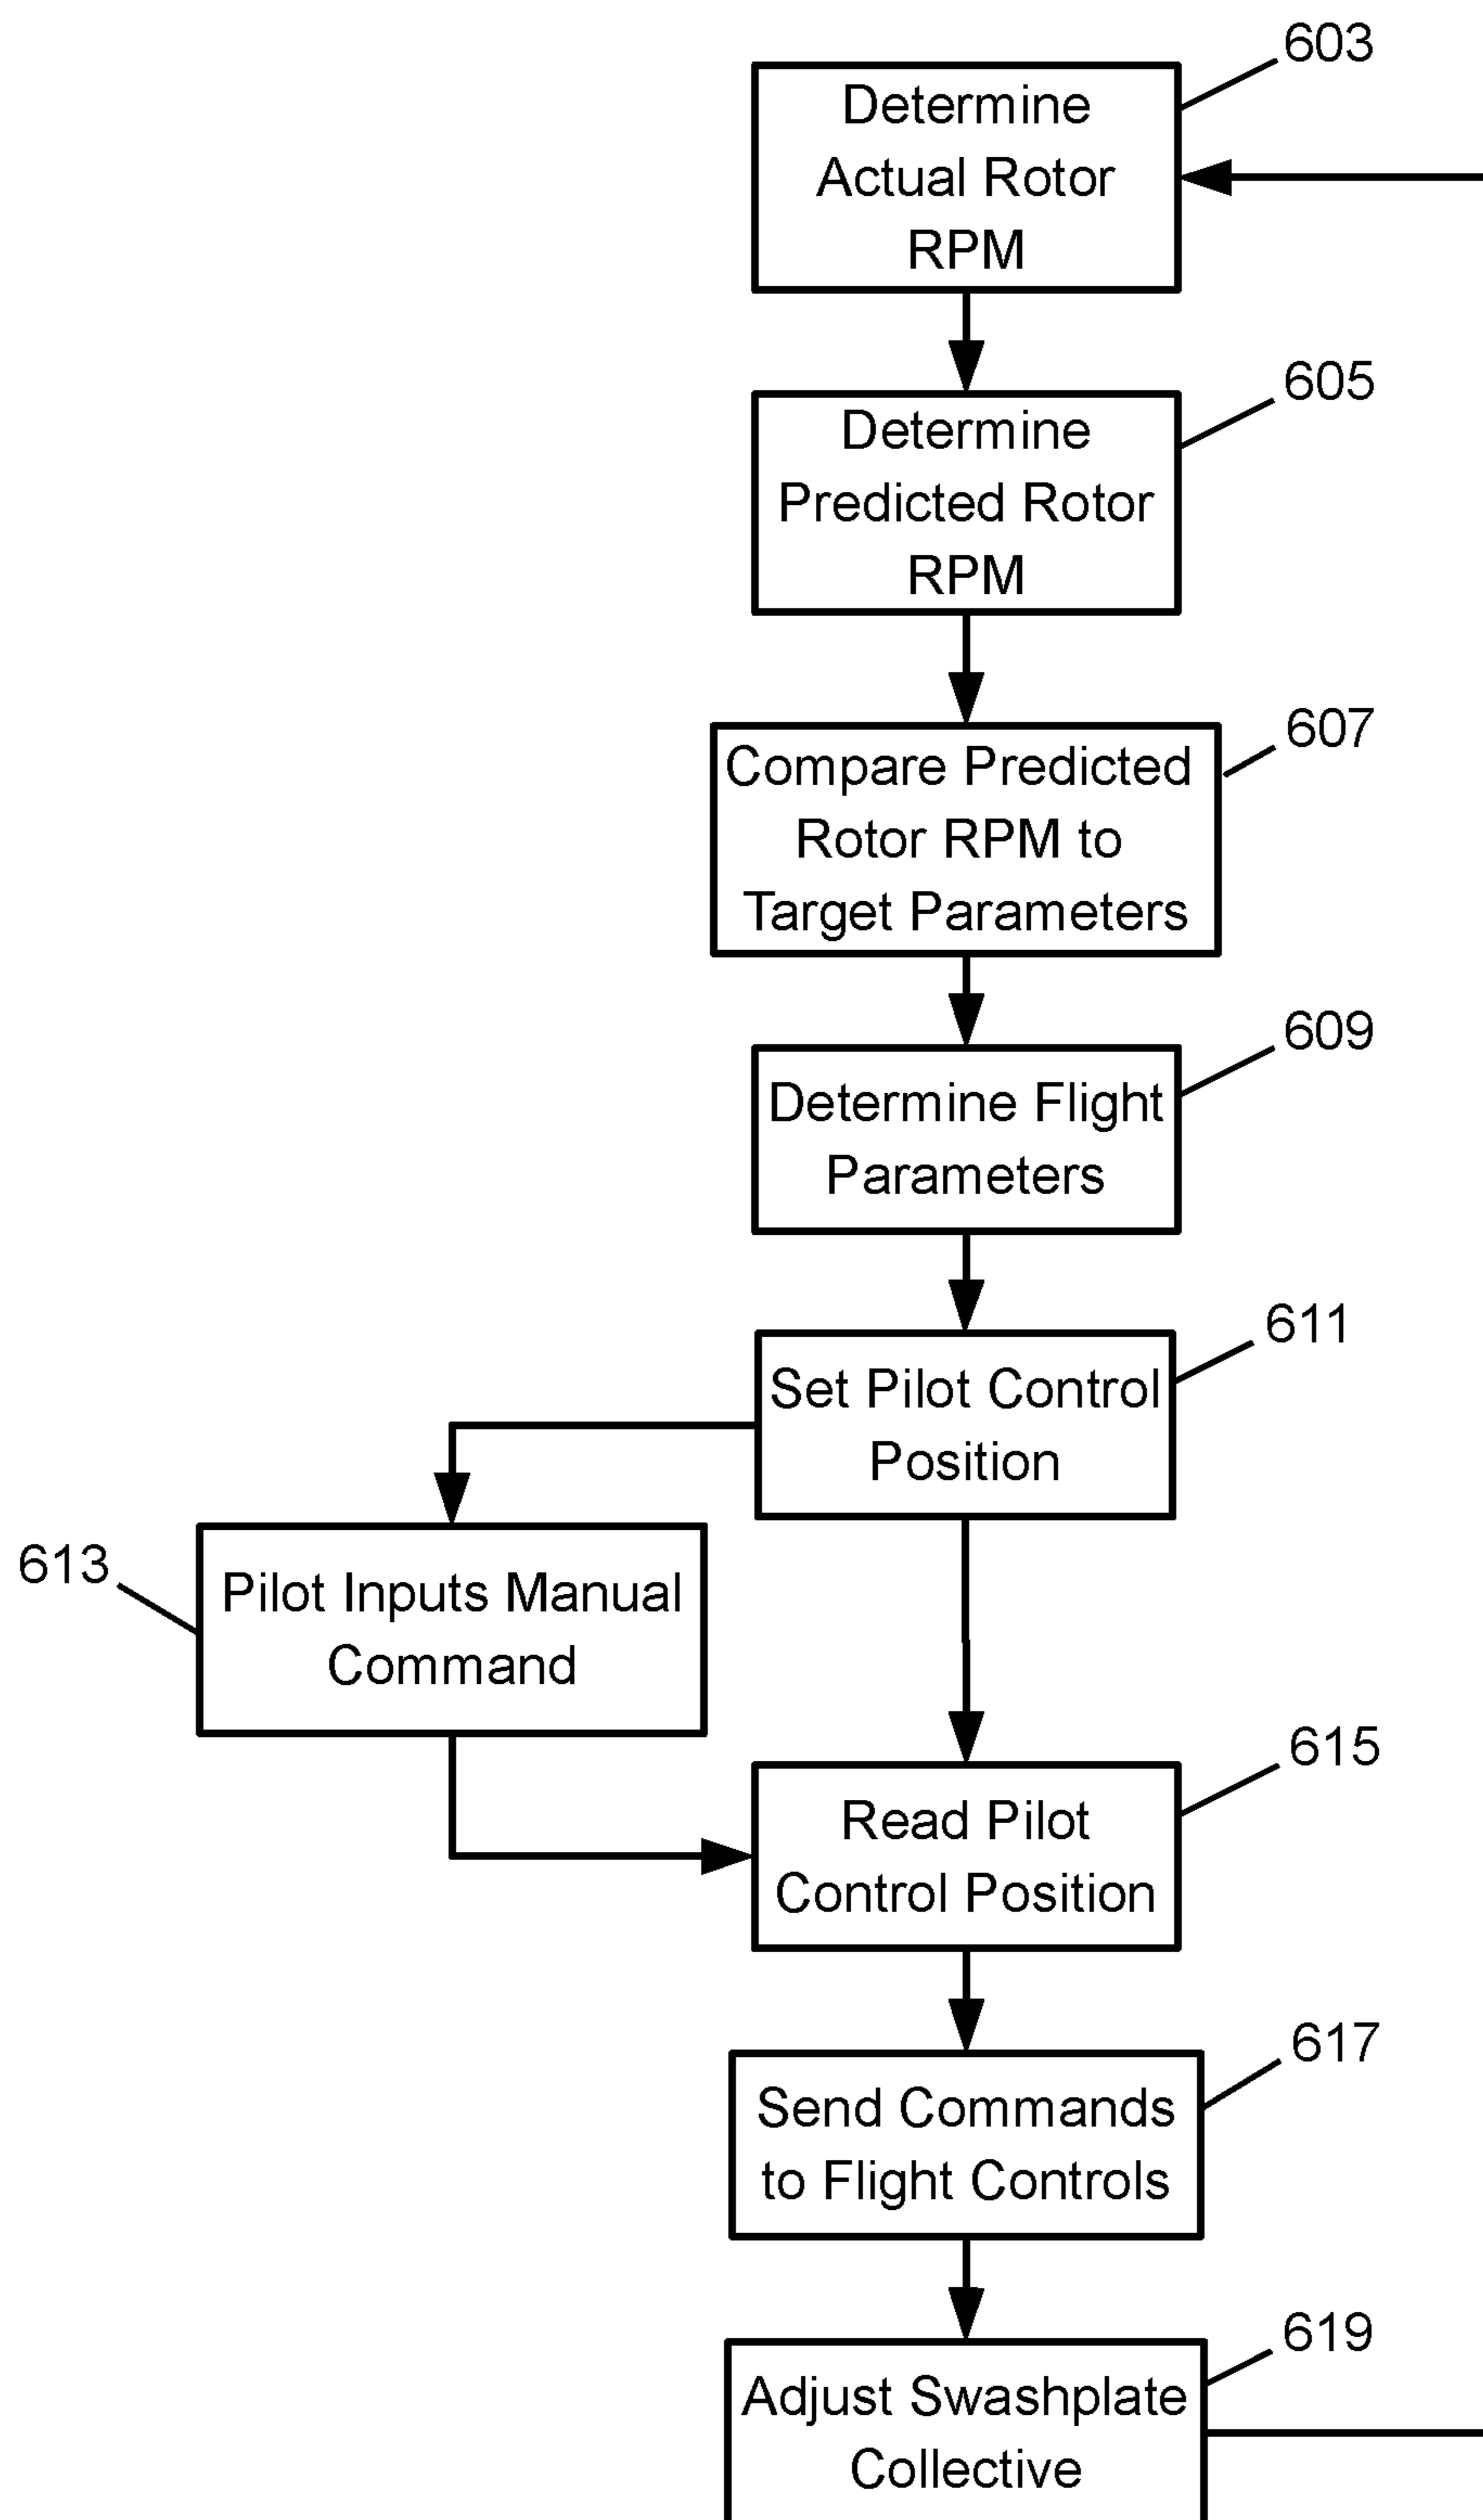 603
Determine
Actual Rotor
RPM
605
Determine
Predicted Rotor
RPM
607
Compare Predicted
Rotor RPM to
Target Parameters
609
Determine Flight
Parameters
611
Set Pilot Control
Position
613
Pilot Inputs Manual
Command
615
Read Pilot
Control Position
617
Send Commands
to Flight Controls
619
Adjust Swashplate
Collective